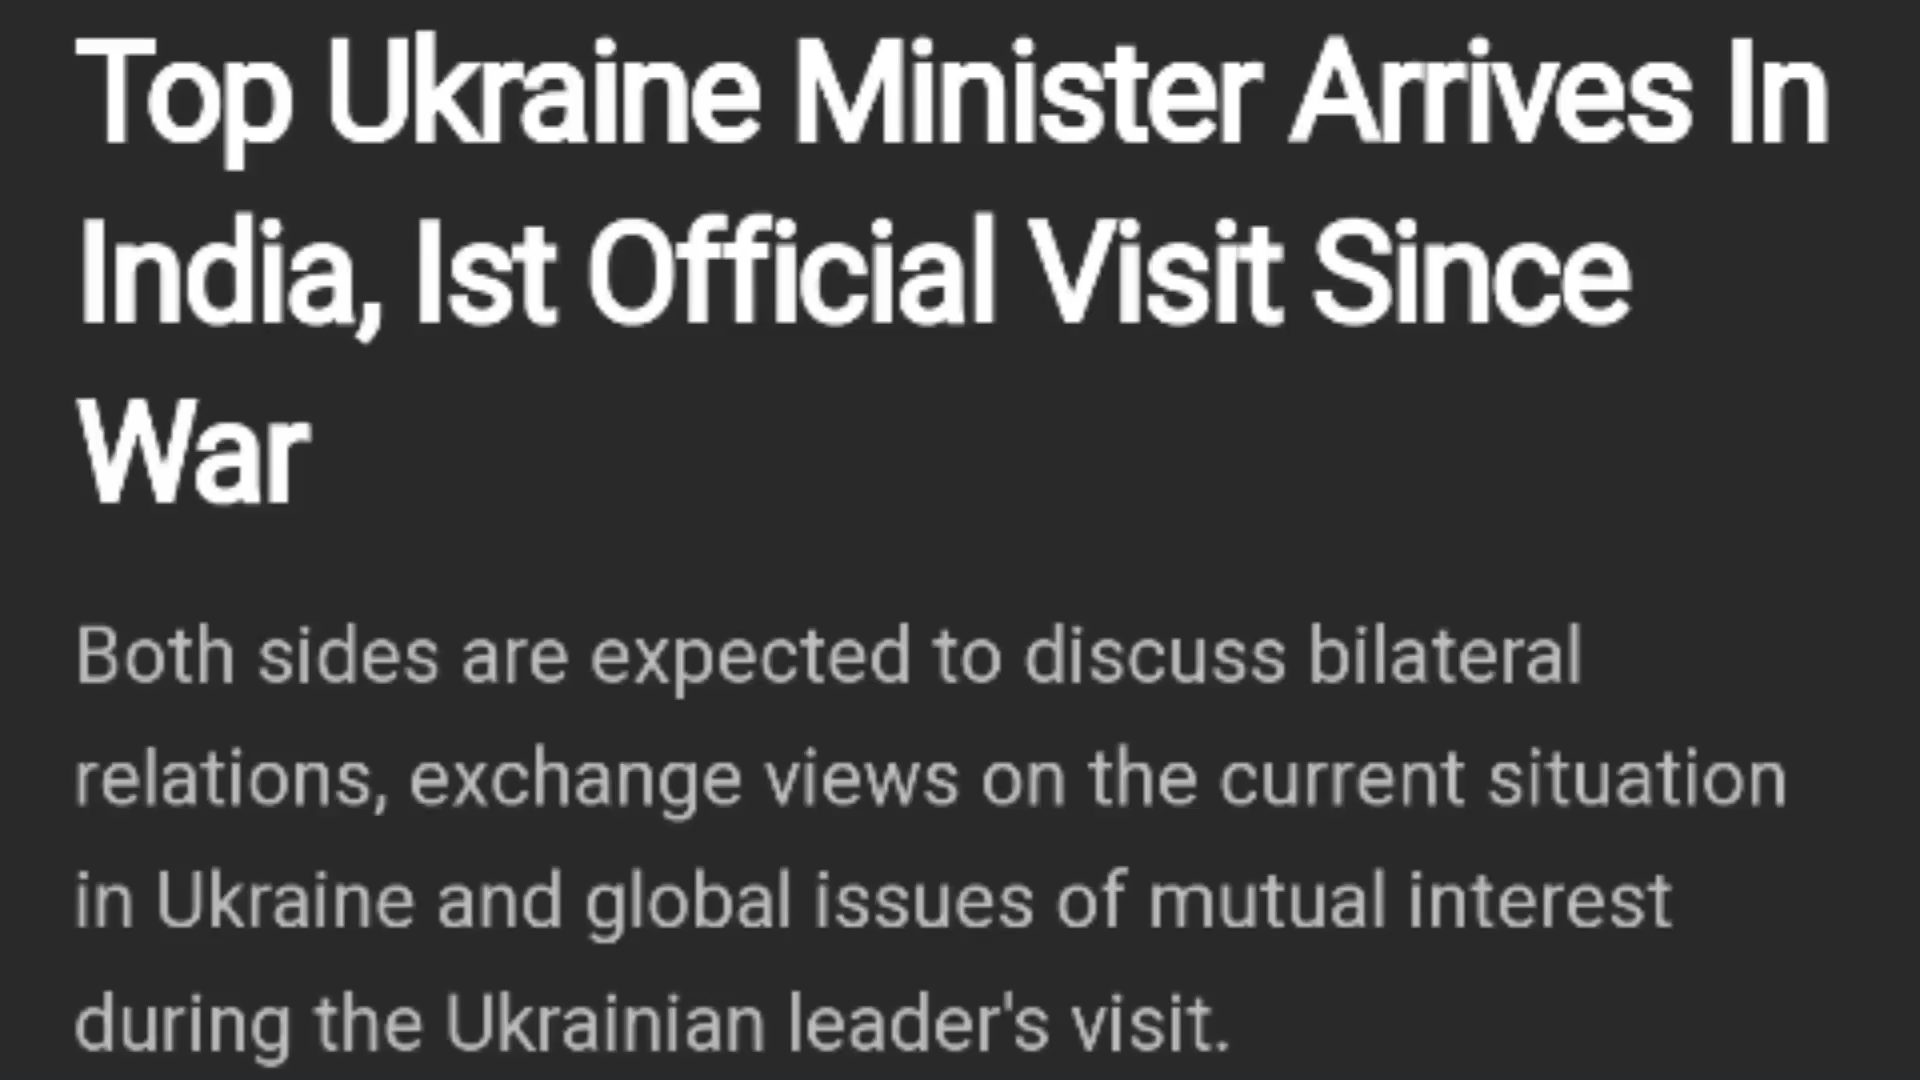 Top Ukraine Minister Arrives In
India, Ist Official Visit Since
War
Both sides are expected to discuss bilateral
relations, exchange views on the current situation
in Ukraine and global issues of mutual interest
during the Ukrainian leader's visit.